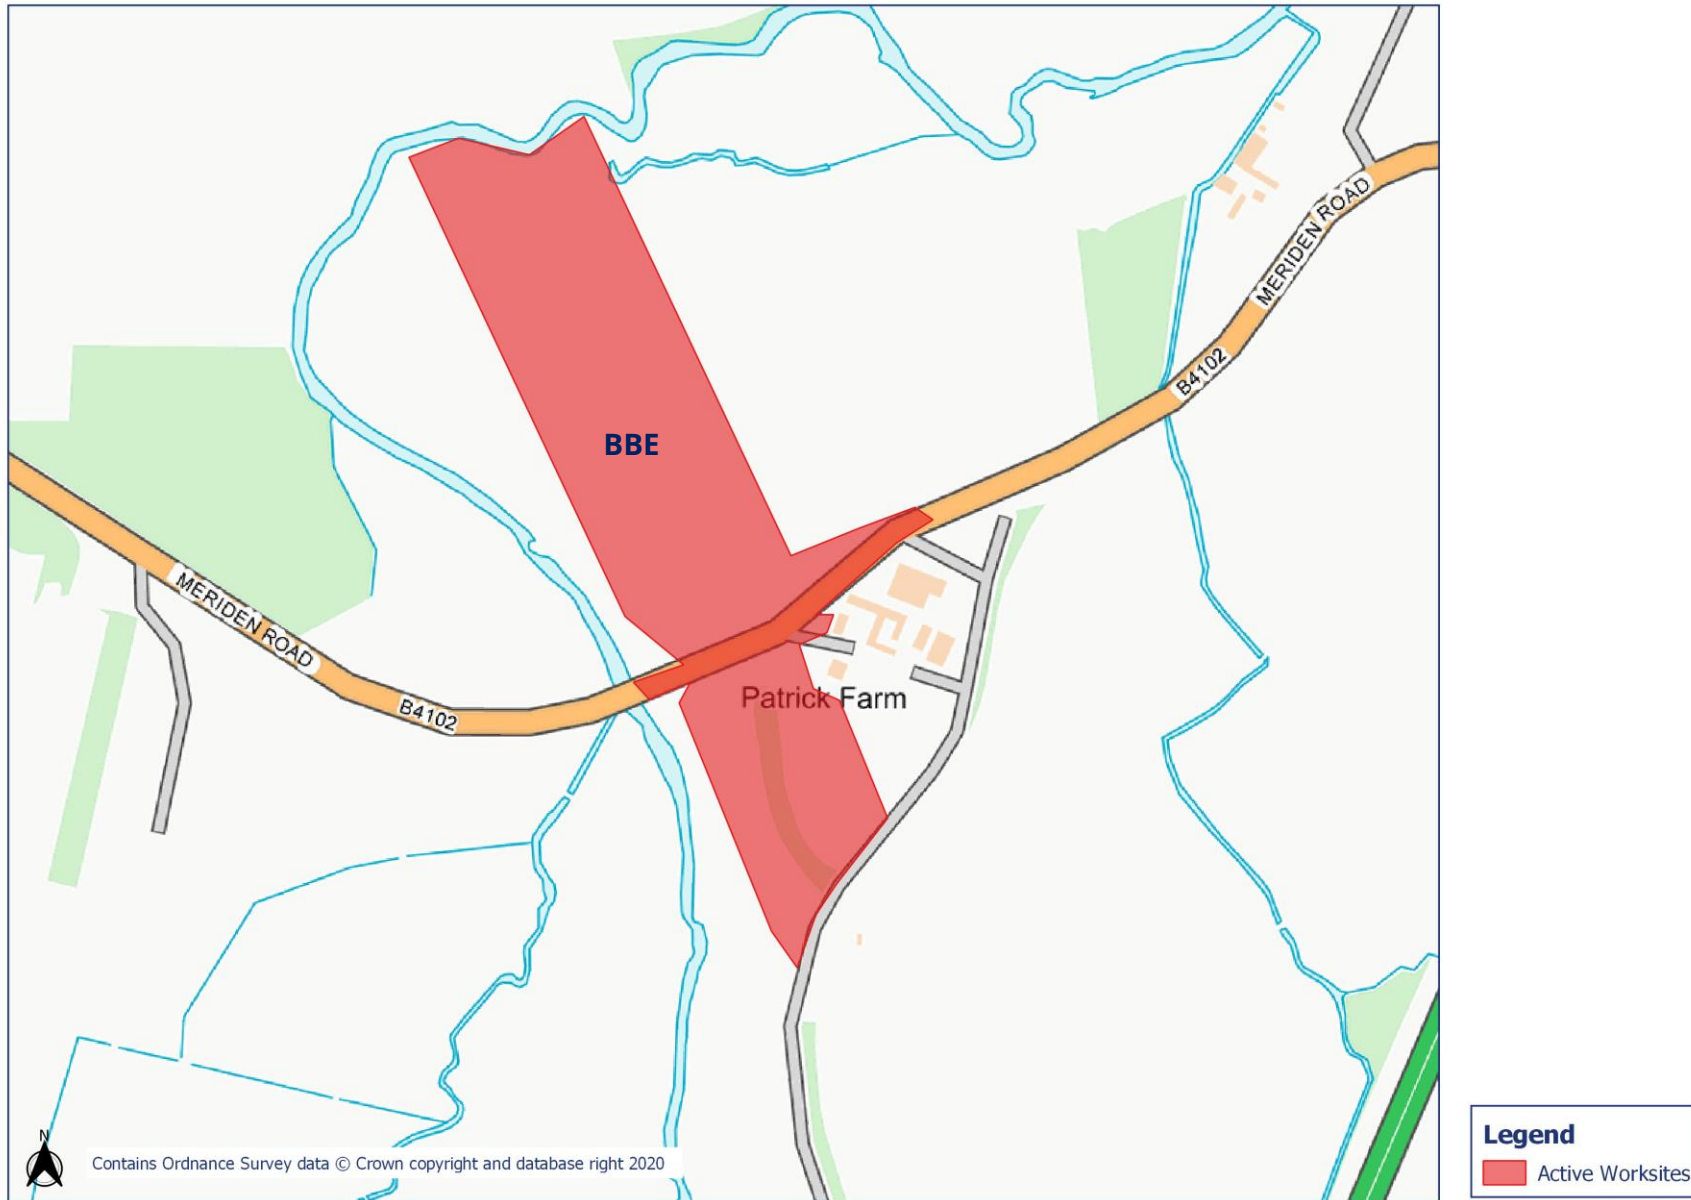 MERIDEN ROAD
B4102
BBE
MERIDEN ROAD
B4102
Patrick Farm
N
Contains Ordnance Survey data © Crown copyright and database right 2020
Legend
Active Worksites